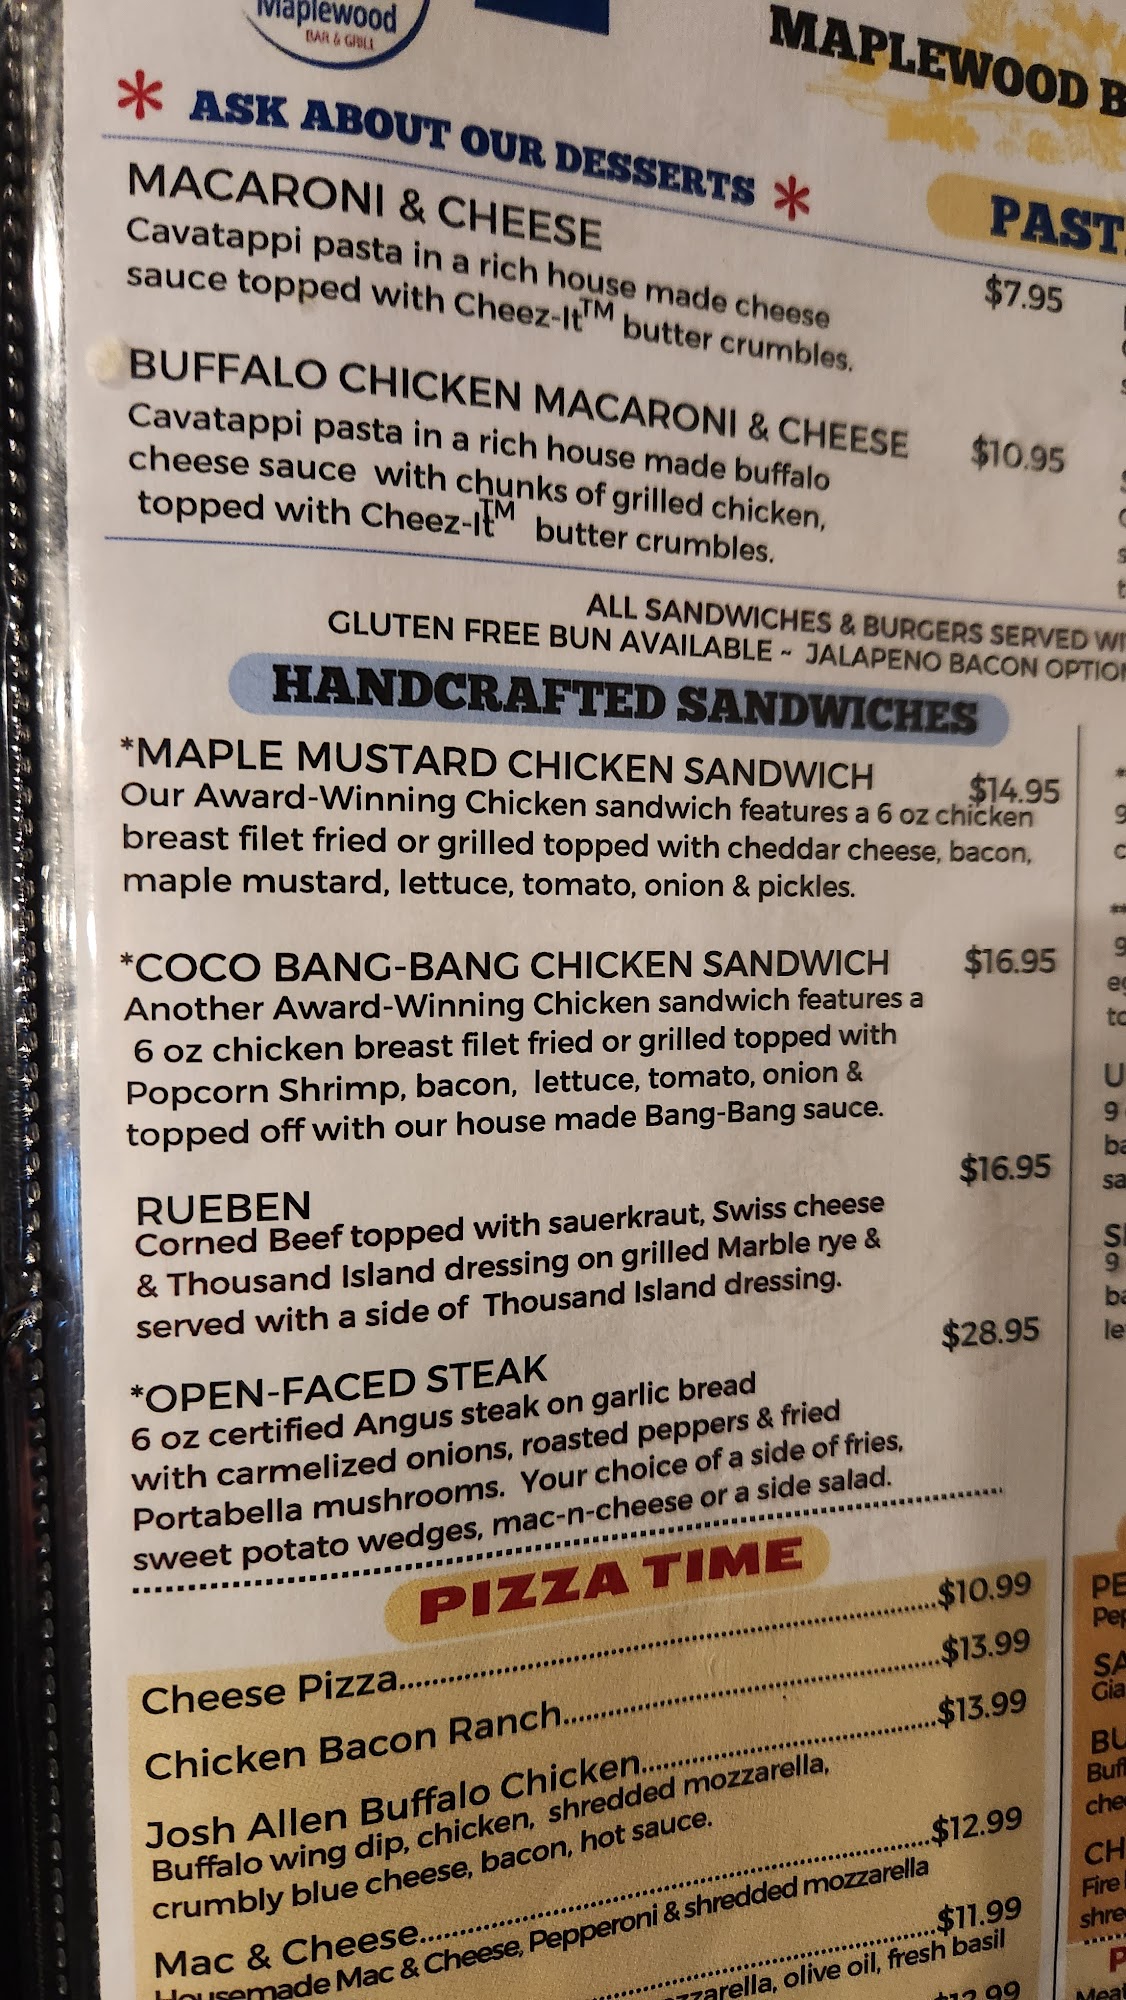 Maplewood
BAR & GRILL
MAPLEWOOD B
* ASK ABOUT OUR DESSERTS *
MACARONI & CHEESE
Cavatappi pasta in a rich house made cheese
sauce topped with Cheez-It™ butter crumbles.
$7.95
BUFFALO CHICKEN MACARONI & CHEESE $10.95
Cavatappi pasta in a rich house made buffalo
cheese sauce with chunks of grilled chicken,
topped with Cheez-It™ butter crumbles.
ALL SANDWICHES & BURGERS SERVED WI
GLUTEN FREE BUN AVAILABLE ~ JALAPENO BACON OPTION
HANDCRAFTED SANDWICHES
*MAPLE MUSTARD CHICKEN SANDWICH $14.95
Our Award-Winning Chicken sandwich features a 6 oz chicken
breast filet fried or grilled topped with cheddar cheese, bacon,
maple mustard, lettuce, tomato, onion & pickles.
*COCO BANG-BANG CHICKEN SANDWICH $16.95
Another Award-Winning Chicken sandwich features a
6 oz chicken breast filet fried or grilled topped with
Popcorn Shrimp, bacon, lettuce, tomato, onion &
topped off with our house made Bang-Bang sauce.
RUEBEN $16.95
Corned Beef topped with sauerkraut, Swiss cheese
& Thousand Island dressing on grilled Marble rye &
served with a side of Thousand Island dressing.
*OPEN-FACED STEAK $28.95
6 oz certified Angus steak on garlic bread
with carmelized onions, roasted peppers & fried
Portabella mushrooms. Your choice of a side of fries,
sweet potato wedges, mac-n-cheese or a side salad.
PIZZA TIME
Cheese Pizza $10.99
Chicken Bacon Ranch $13.99
Josh Allen Buffalo Chicken $13.99
Buffalo wing dip, chicken, shredded mozzarella,
crumbly blue cheese, bacon, hot sauce.
Mac & Cheese $12.99
Housemade Mac & Cheese, Pepperoni & shredded mozzarella
$11.99
olive oil, fresh basil
PAST